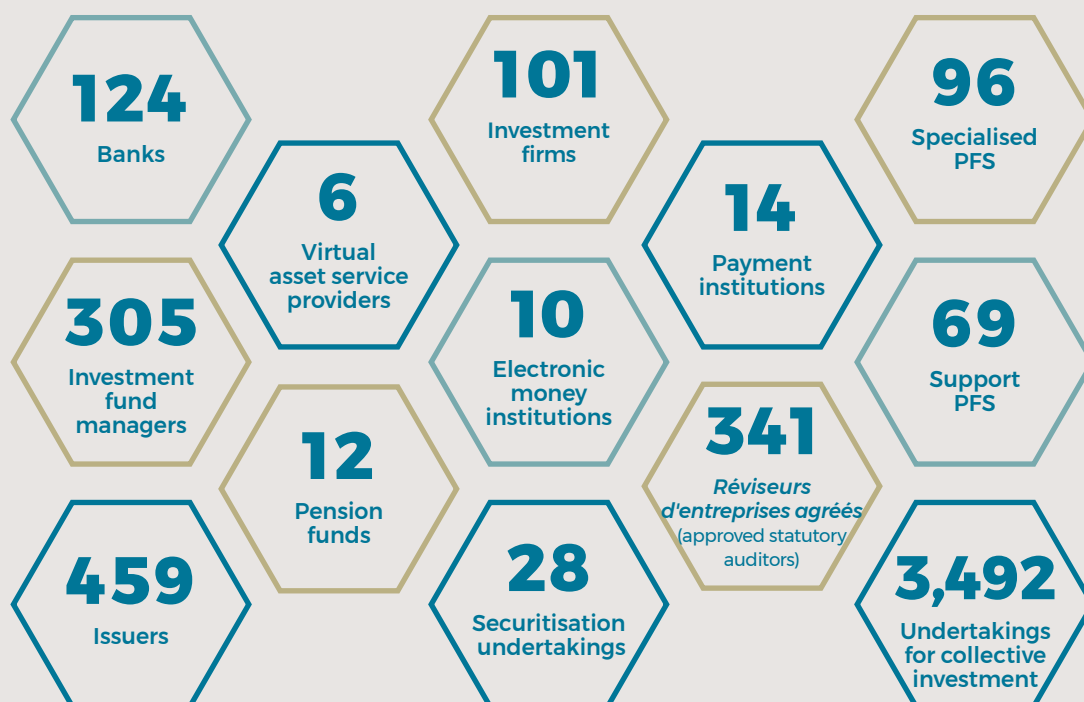 124
Banks
101
Investment
firms
96
Specialised
PFS
6
Virtual
asset service
providers
14
Payment
institutions
305
Investment
fund
managers
10
Electronic
money
institutions
69
Support
PFS
12
Pension
funds
341
Réviseurs
d'entreprises agréés
(approved statutory
auditors)
459
Issuers
28
Securitisation
undertakings
3,492
Undertakings
for collective
investment